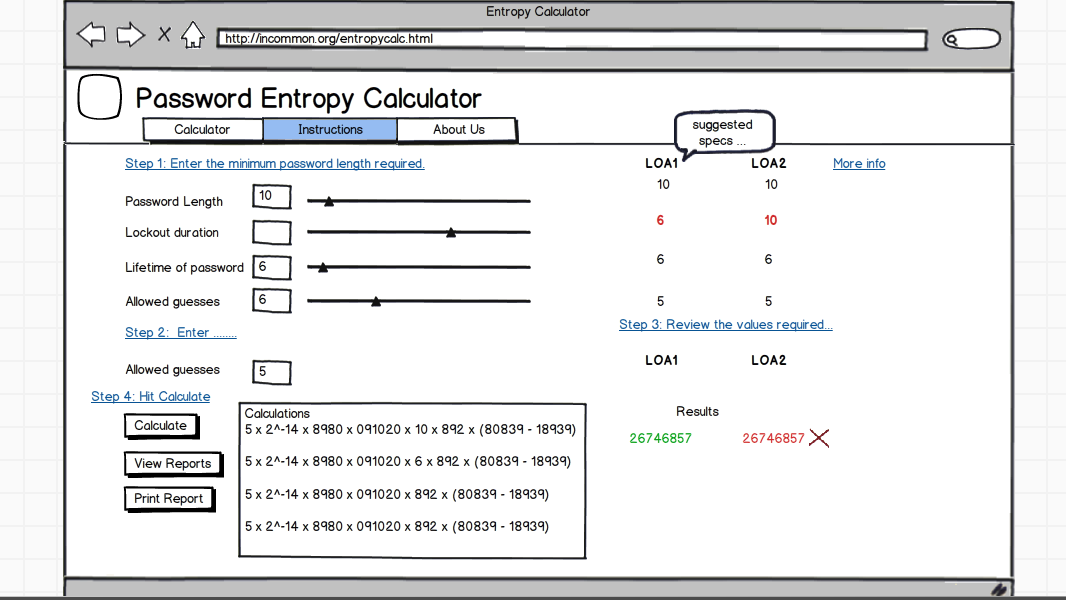 Entropy Calculator
http://incommon.org/entropycalc.html
Password Entropy Calculator
Calculator Instructions About Us
suggested
specs ...
Step 1: Enter the minimum password length required.
LOA1 LOA2 More info
Password Length 10 10 10
Lockout duration 6 10
Lifetime of password 6 6 6
Allowed guesses 6 5 5
Step 2: Enter ........
Step 3: Review the values required...
Allowed guesses 5
LOA1 LOA2
Step 4: Hit Calculate
Calculate
View Reports
Print Report
Calculations
5 x 2^-14 x 8980 x 091020 x 10 x 892 x (80839 - 18939)
5 x 2^-14 x 8980 x 091020 x 6 x 892 x (80839 - 18939)
5 x 2^-14 x 8980 x 091020 x 892 x (80839 - 18939)
5 x 2^-14 x 8980 x 091020 x 892 x (80839 - 18939)
Results
26746857 26746857